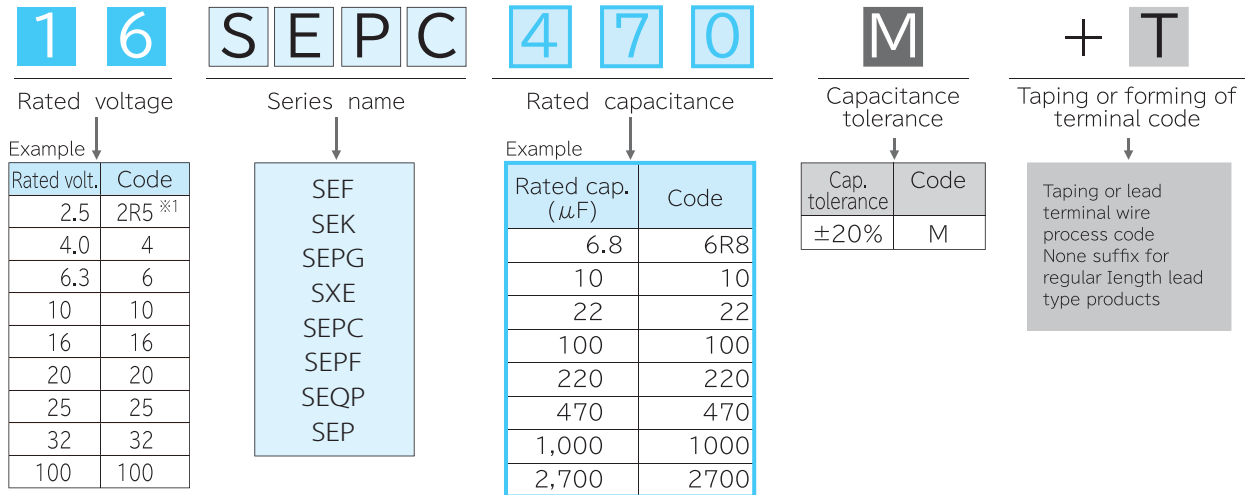 1 6 S E P C 4 7 0 M + T
Rated voltage
Series name
Rated capacitance
Capacitance
tolerance
Taping or forming of
terminal code
Example
Rated volt. Code
2.5 2R5 ※1
4.0 4
6.3 6
10 10
16 16
20 20
25 25
32 32
100 100
SEF
SEK
SEPG
SXE
SEPC
SEPF
SEQP
SEP
Example
Rated cap.
(μF) Code
6.8 6R8
10 10
22 22
100 100
220 220
470 470
1,000 1000
2,700 2700
Cap.
tolerance Code
±20% M
Taping or lead
terminal wire
process code
None suffix for
regular Iength lead
type products